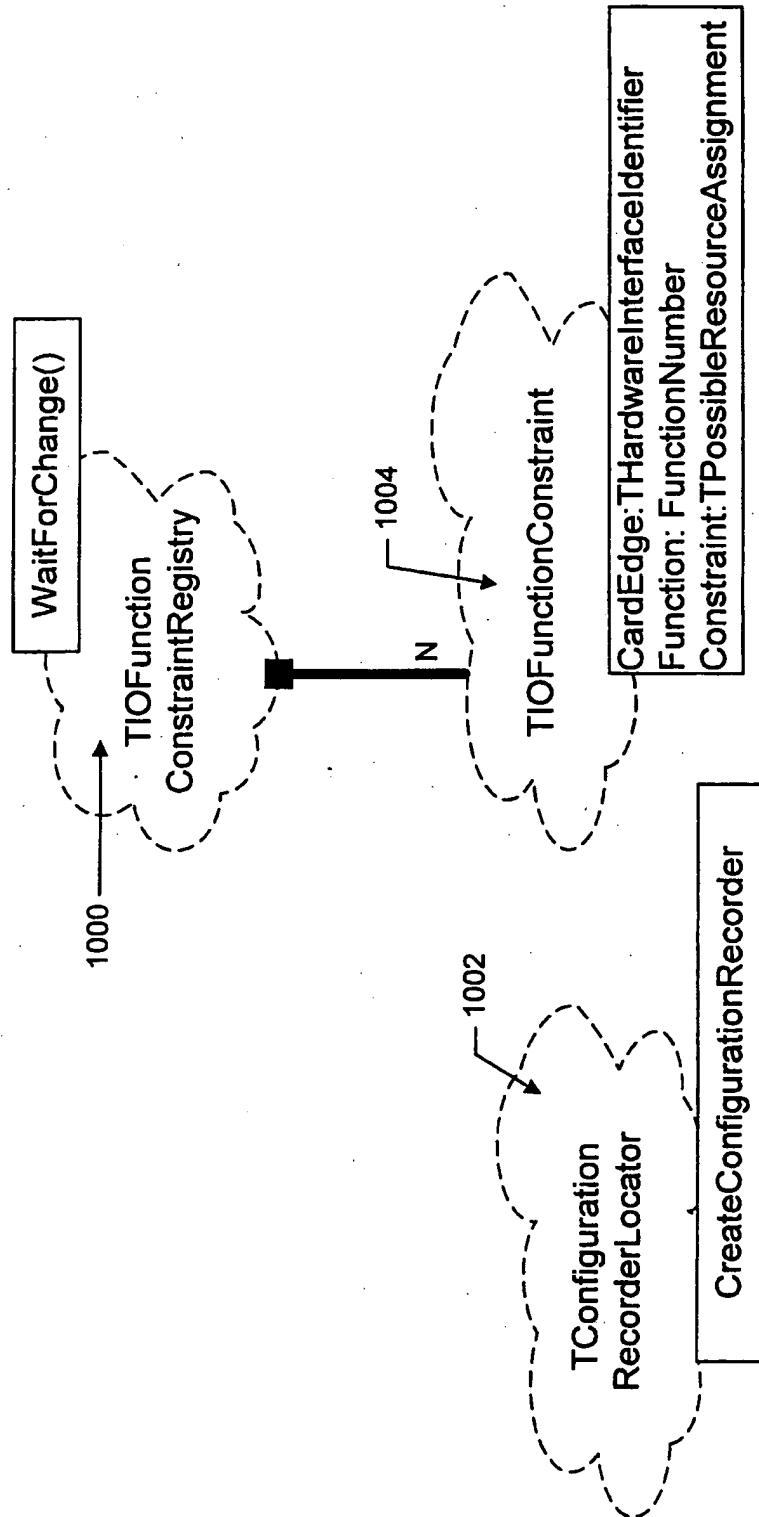 WaitForChange()
1000
TIOFunction
ConstraintRegistry
N
1002
1004
TConfiguration
RecorderLocator
TIOFunctionConstraint
CreateConfigurationRecorder
CardEdge:THardwareInterfaceIdentifier
Function: FunctionNumber
Constraint:TPossibleResourceAssignment